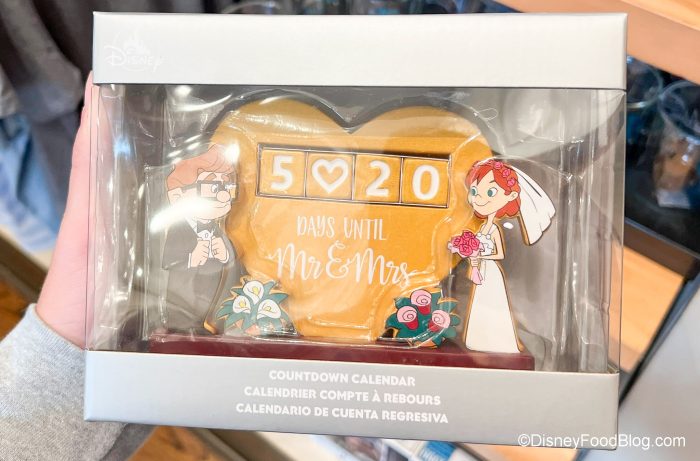 Disney
5♡20
DAYS UNTIL
Mr & Mrs
COUNTDOWN CALENDAR
CALENDRIER COMPTE À REBOURS
CALENDARIO DE CUENTA REGRESIVA
©DisneyFoodBlog.com